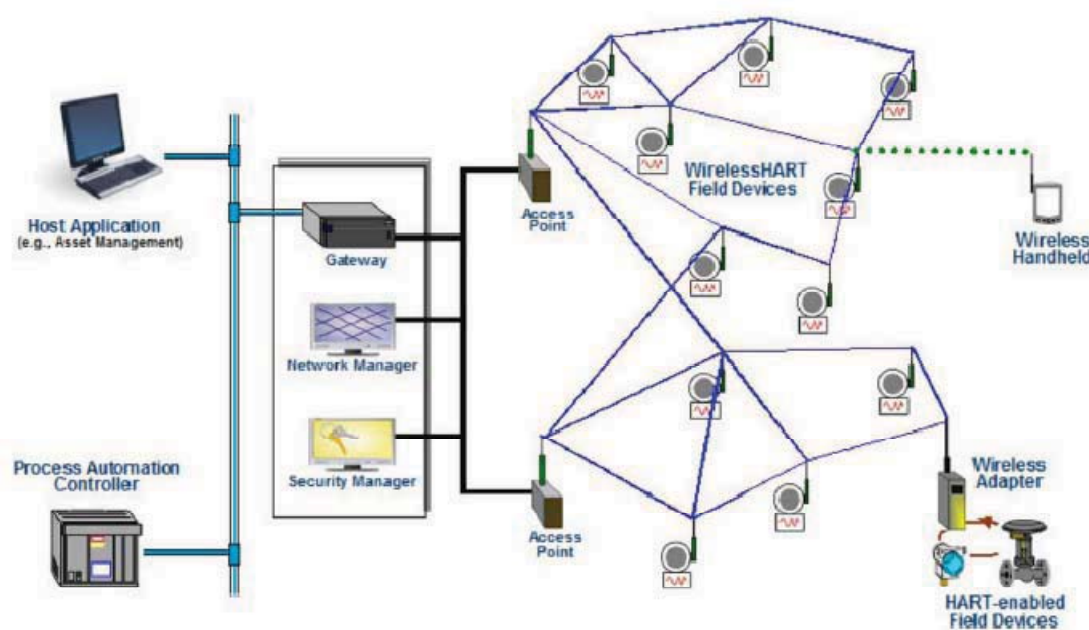 Host Application
(e.g., Asset Management)
Gateway
Network Manager
Security Manager
Process Automation
Controller
Access
Point
WirelessHART
Field Devices
Wireless
Handheld
Access
Point
Wireless
Adapter
HART-enabled
Field Devices